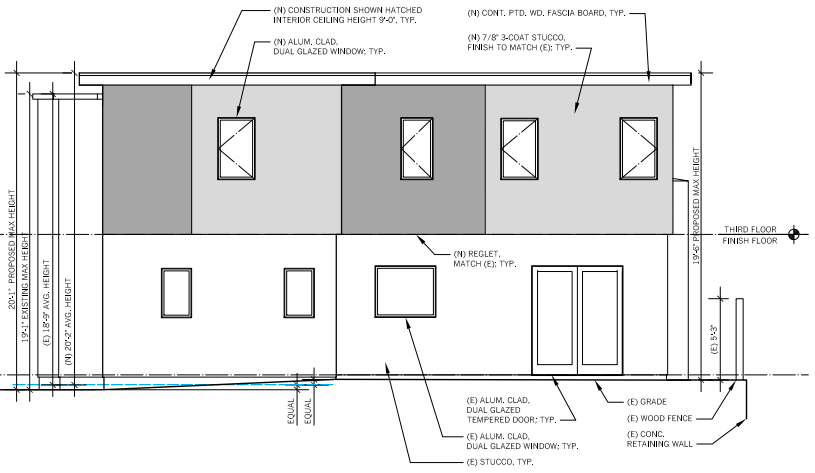 (N) CONSTRUCTION SHOWN HATCHED
INTERIOR CEILING HEIGHT 9'-0", TYP.
(N) CONT. PTD. WD. FASCIA BOARD, TYP.
(N) ALUM. CLAD,
DUAL GLAZED WINDOW; TYP.
(N) 7/8" 3-COAT STUCCO,
FINISH TO MATCH (E); TYP.
20'-1" PROPOSED MAX HEIGHT
19'-1" EXISTING MAX HEIGHT
(E) 18'-9" AVG. HEIGHT
(N) 20'-2" AVG. HEIGHT
19'-6" PROPOSED MAX HEIGHT
THIRD FLOOR
FINISH FLOOR
(N) REGLET,
MATCH (E); TYP.
(E) 5'-3"
EQUAL
EQUAL
(E) ALUM. CLAD,
DUAL GLAZED
TEMPERED DOOR; TYP.
(E) ALUM. CLAD,
DUAL GLAZED WINDOW; TYP.
(E) STUCCO, TYP.
(E) GRADE
(E) WOOD FENCE
(E) CONC.
RETAINING WALL